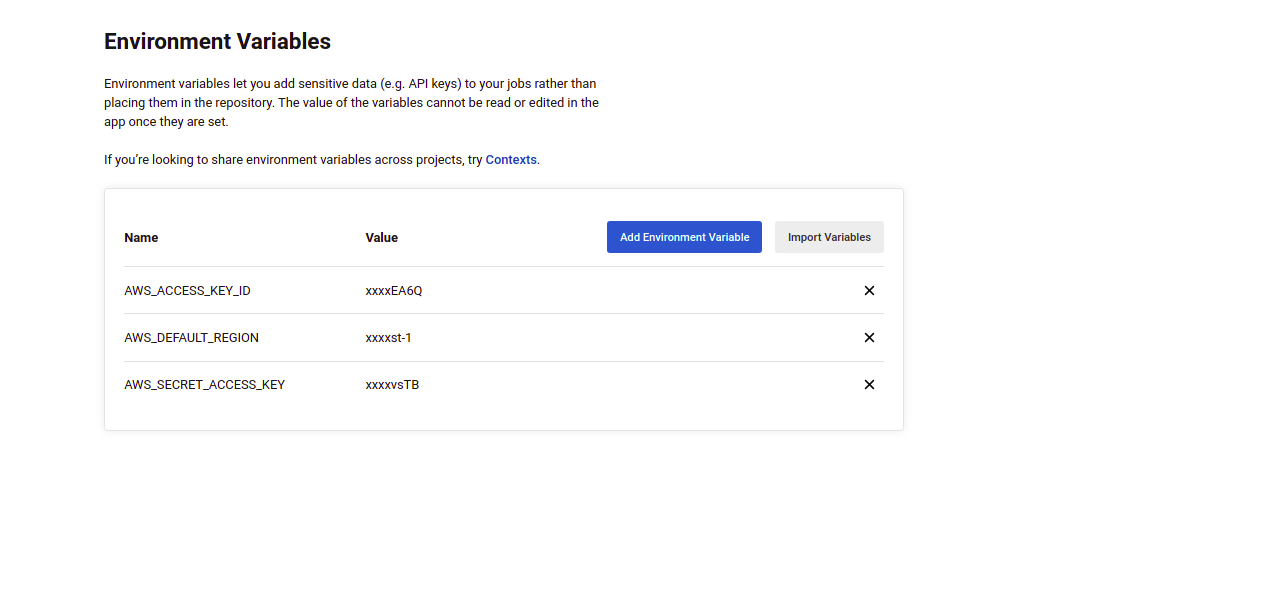 Environment Variables
Environment variables let you add sensitive data (e.g. API keys) to your jobs rather than
placing them in the repository. The value of the variables cannot be read or edited in the
app once they are set.
If you’re looking to share environment variables across projects, try Contexts.
Name Value Add Environment Variable Import Variables
AWS_ACCESS_KEY_ID xxxxEA6Q
AWS_DEFAULT_REGION xxxxst-1
AWS_SECRET_ACCESS_KEY xxxxvsTB